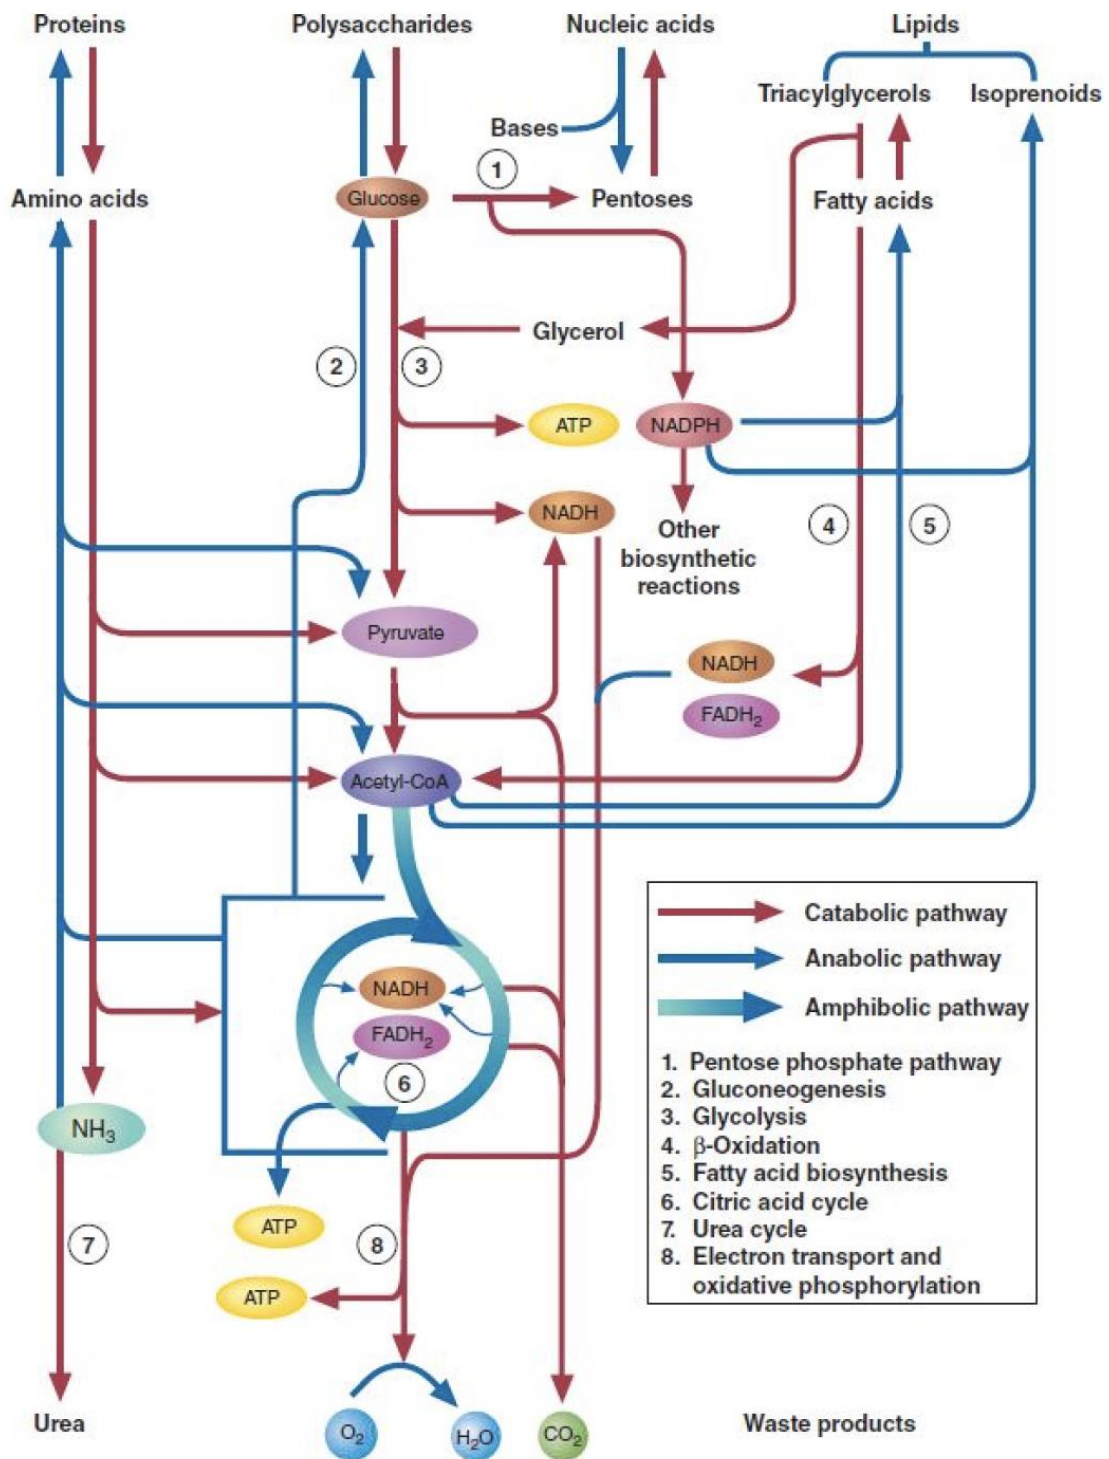 Proteins
Polysaccharides
Nucleic acids
Lipids
Triacylglycerols
Isoprenoids
Bases
1
Amino acids
Glucose
Pentoses
Fatty acids
Glycerol
2
3
ATP
NADPH
NADH
4
5
Other
biosynthetic
reactions
Pyruvate
NADH
FADH₂
Acetyl-CoA
Catabolic pathway
Anabolic pathway
Amphibolic pathway
NADH
FADH₂
6
1. Pentose phosphate pathway
2. Gluconeogenesis
3. Glycolysis
4. β-Oxidation
5. Fatty acid biosynthesis
6. Citric acid cycle
7. Urea cycle
8. Electron transport and
oxidative phosphorylation
NH₃
ATP
7
8
ATP
Urea
O₂
H₂O
CO₂
Waste products